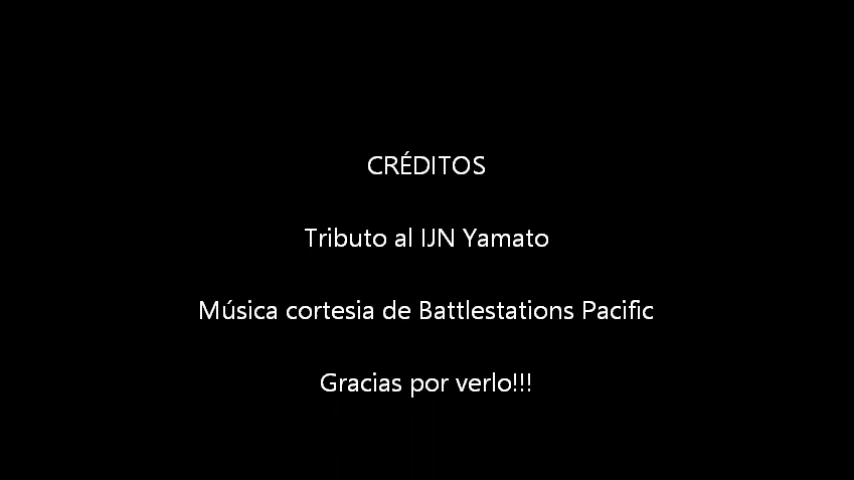 CRÉDITOS
Tributo al IJN Yamato
Música cortesia de Battlestations Pacific
Gracias por verlo!!!